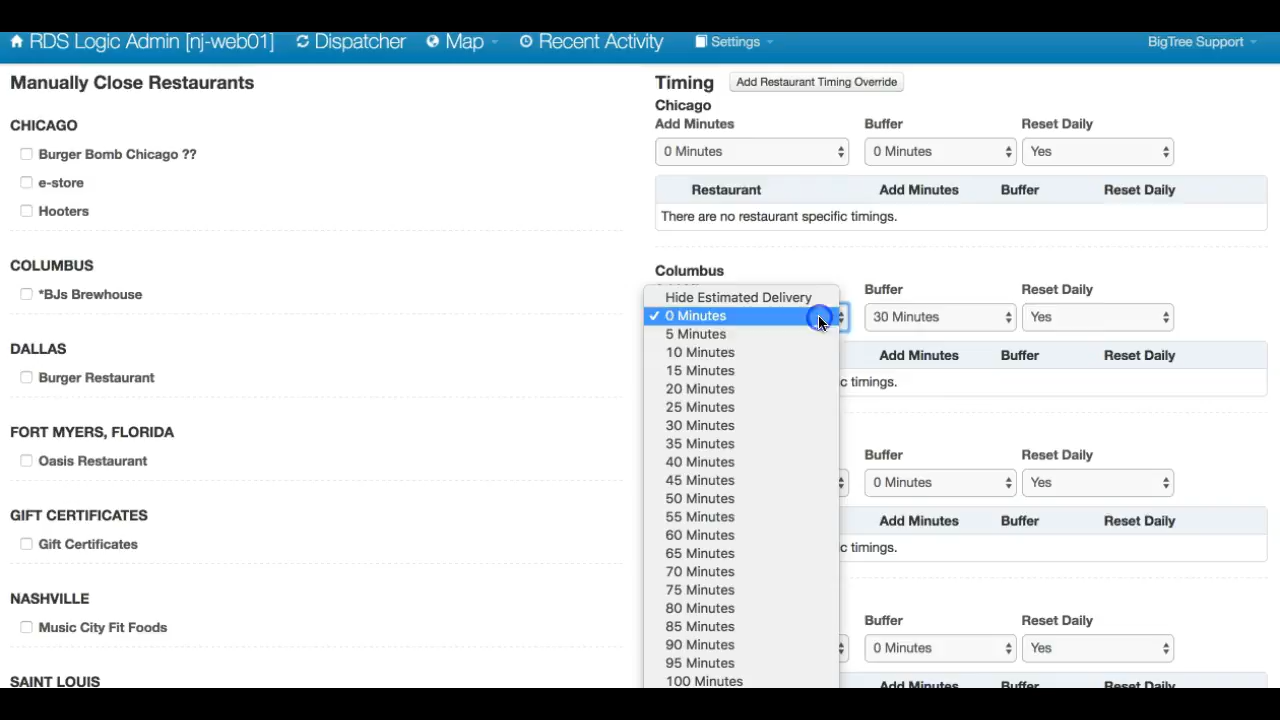 RDS Logic Admin [nj-web01] Dispatcher Map Recent Activity Settings BigTree Support
Manually Close Restaurants
CHICAGO
Burger Bomb Chicago ??
e-store
Hooters
COLUMBUS
*BJs Brewhouse
DALLAS
Burger Restaurant
FORT MYERS, FLORIDA
Oasis Restaurant
GIFT CERTIFICATES
Gift Certificates
NASHVILLE
Music City Fit Foods
SAINT LOUIS
Timing Add Restaurant Timing Override
Chicago
Add Minutes Buffer Reset Daily
0 Minutes 0 Minutes Yes
Restaurant Add Minutes Buffer Reset Daily
There are no restaurant specific timings.
Columbus
Buffer Reset Daily
30 Minutes Yes
Add Minutes Buffer Reset Daily
c timings.
Buffer Reset Daily
0 Minutes Yes
Add Minutes Buffer Reset Daily
c timings.
Buffer Reset Daily
0 Minutes Yes
Add Minutes Buffer Reset Daily
Hide Estimated Delivery
✓ 0 Minutes
5 Minutes
10 Minutes
15 Minutes
20 Minutes
25 Minutes
30 Minutes
35 Minutes
40 Minutes
45 Minutes
50 Minutes
55 Minutes
60 Minutes
65 Minutes
70 Minutes
75 Minutes
80 Minutes
85 Minutes
90 Minutes
95 Minutes
100 Minutes